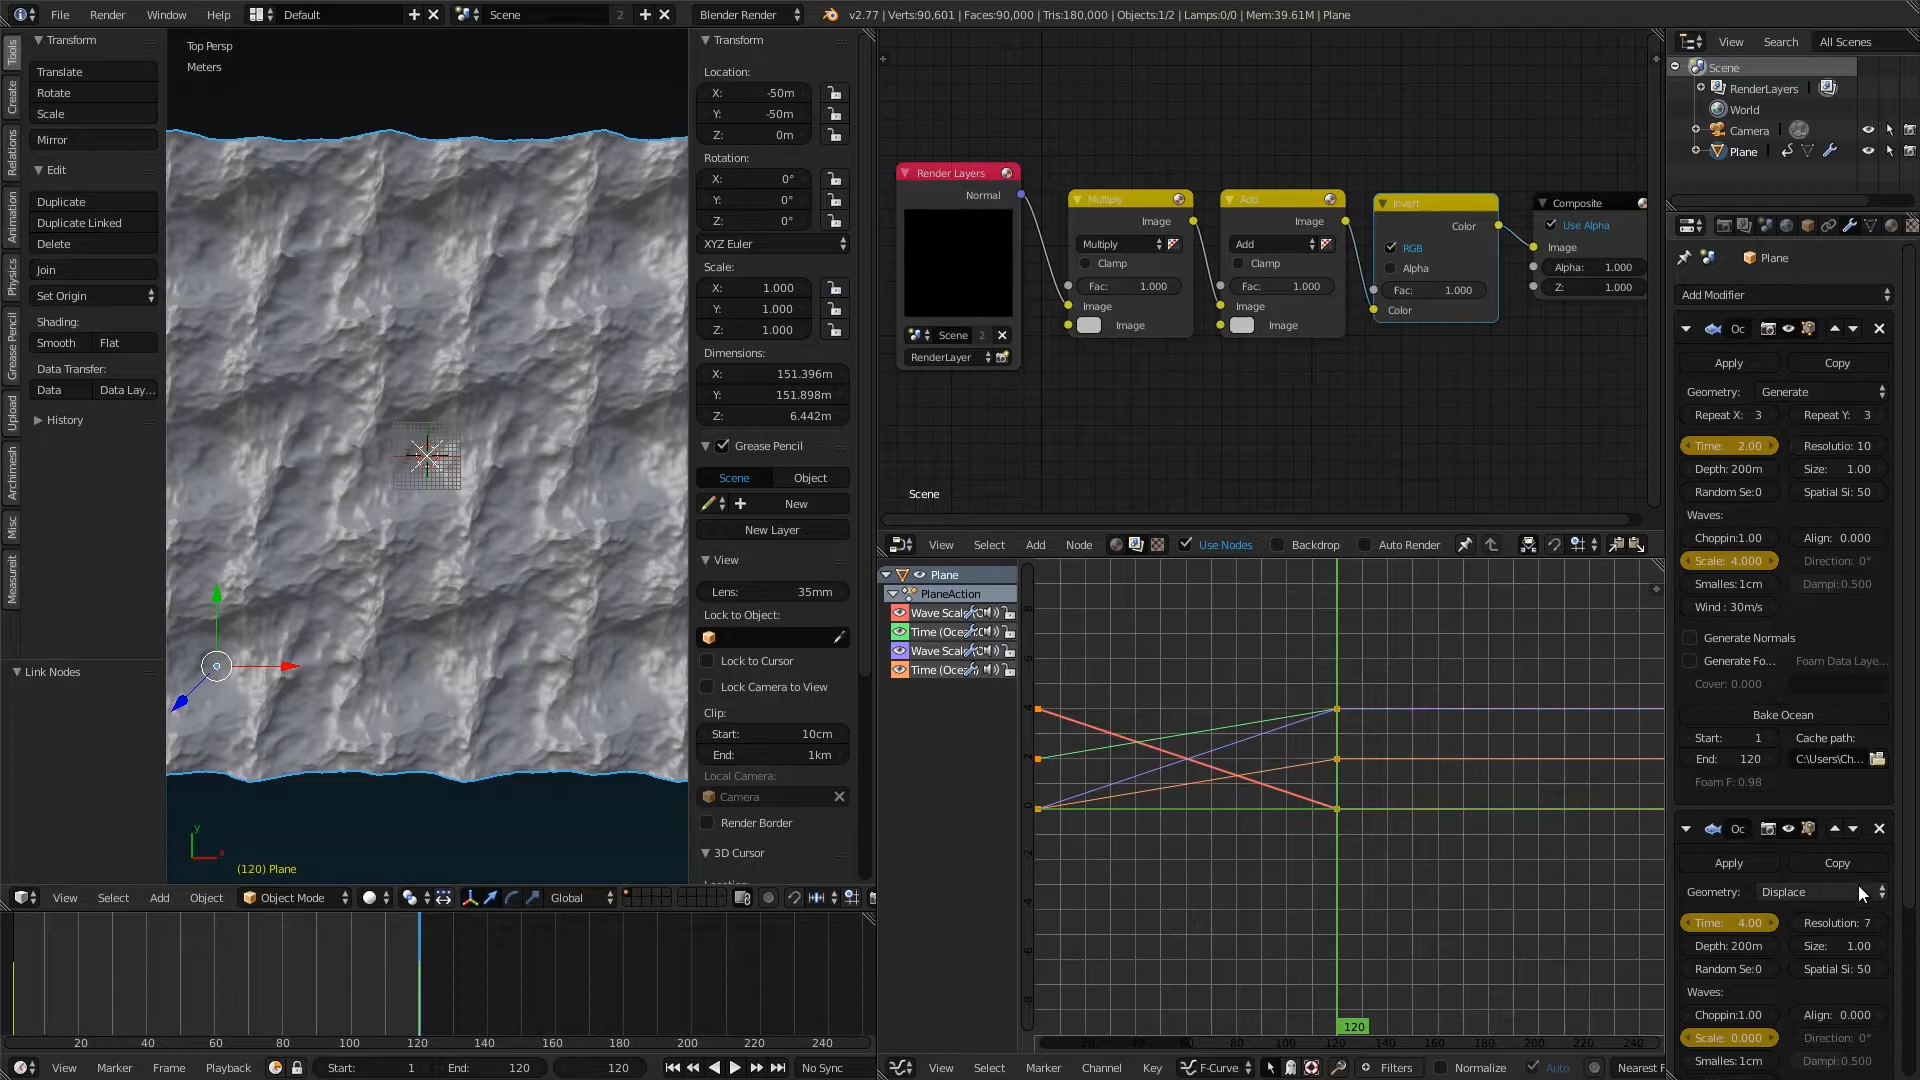 File Render Window Help Default Scene 2 Blender Render v2.77 | Verts:90,601 | Faces:90,000 | Tris:180,000 | Objects:1/2 | Lamps:0/0 | Mem:39.61M | Plane
Tools
Create
Relations
Animation
Physics
Grease Pencil
Upload
Archimesh
Misc
MeasureIt
Transform
Translate
Rotate
Scale
Mirror
Edit
Duplicate
Duplicate Linked
Delete
Join
Set Origin
Shading:
Smooth Flat
Data Transfer:
Data Data Lay...
History
Link Nodes
Top Persp
Meters
y
x
(120) Plane
Transform
Location:
X: -50m
Y: -50m
Z: 0m
Rotation:
X: 0°
Y: 0°
Z: 0°
XYZ Euler
Scale:
X: 1.000
Y: 1.000
Z: 1.000
Dimensions:
X: 151.396m
Y: 151.898m
Z: 6.442m
Grease Pencil
Scene Object
New
New Layer
View
Lens: 35mm
Lock to Object:
Lock to Cursor
Lock Camera to View
Clip:
Start: 10cm
End: 1km
Local Camera:
Camera
Render Border
3D Cursor
View Select Add Object Object Mode Global
20 40 60 80 100 120 140 160 180 200 220 240
View Marker Frame Playback Start: 1 End: 120 120 No Sync
Render Layers
Normal
Scene 2
RenderLayer
Multiply
Image
Multiply
Clamp
Fac: 1.000
Image
Image
Add
Image
Add
Clamp
Fac: 1.000
Image
Image
Invert
Color
RGB
Alpha
Fac: 1.000
Color
Composite
Use Alpha
Image
Alpha: 1.000
Z: 1.000
Scene
View Select Add Node Use Nodes Backdrop Auto Render
Plane
PlaneAction
Wave Scal
Time (Oce
Wave Scal
Time (Oce
120
View Select Marker Channel Key F-Curve Filters Normalize Auto Nearest F
View Search All Scenes
Scene
RenderLayers
World
Camera
Plane
Plane
Add Modifier
Oc
Apply Copy
Geometry: Generate
Repeat X: 3 Repeat Y: 3
Time: 2.00 Resolutio: 10
Depth: 200m Size: 1.00
Random Se:0 Spatial Si: 50
Waves:
Choppin:1.00 Align: 0.000
Scale: 4.000 Direction: 0°
Smalles: 1cm Dampi:0.500
Wind : 30m/s
Generate Normals
Generate Fo... Foam Data Laye...
Cover: 0.000
Bake Ocean
Start: 1 Cache path:
End: 120 C:\Users\Ch...
Foam F: 0.98
Oc
Apply Copy
Geometry: Displace
Time: 4.00 Resolution: 7
Depth: 200m Size: 1.00
Random Se:0 Spatial Si: 50
Waves:
Choppin:1.00 Align: 0.000
Scale: 0.000 Direction: 0°
Smalles: 1cm Dampi:0.500